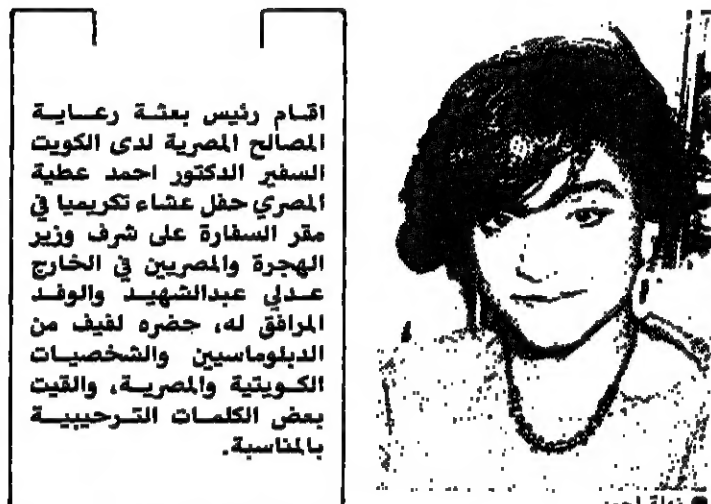 اقام رئيس بعثة رعاية
المصالح المصرية لدى الكويت
السفير الدكتور احمد عطية
المصري حفل عشاء تكريميا في
مقر السفارة على شرف وزير
الهجرة والمصريين في الخارج
عدلي عبدالشهيد والوفد
المرافق له، حضره لفيف من
الدبلوماسيين والشخصيات
الكويتية والمصرية، والقيت
بعض الكلمات الترحيبية
بالمناسبة.